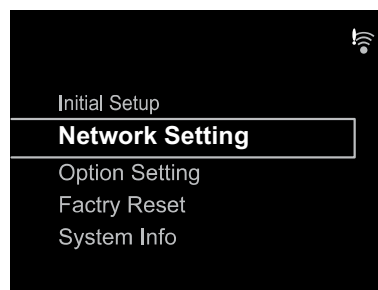 Initial Setup
Network Setting
Option Setting
Factry Reset
System Info